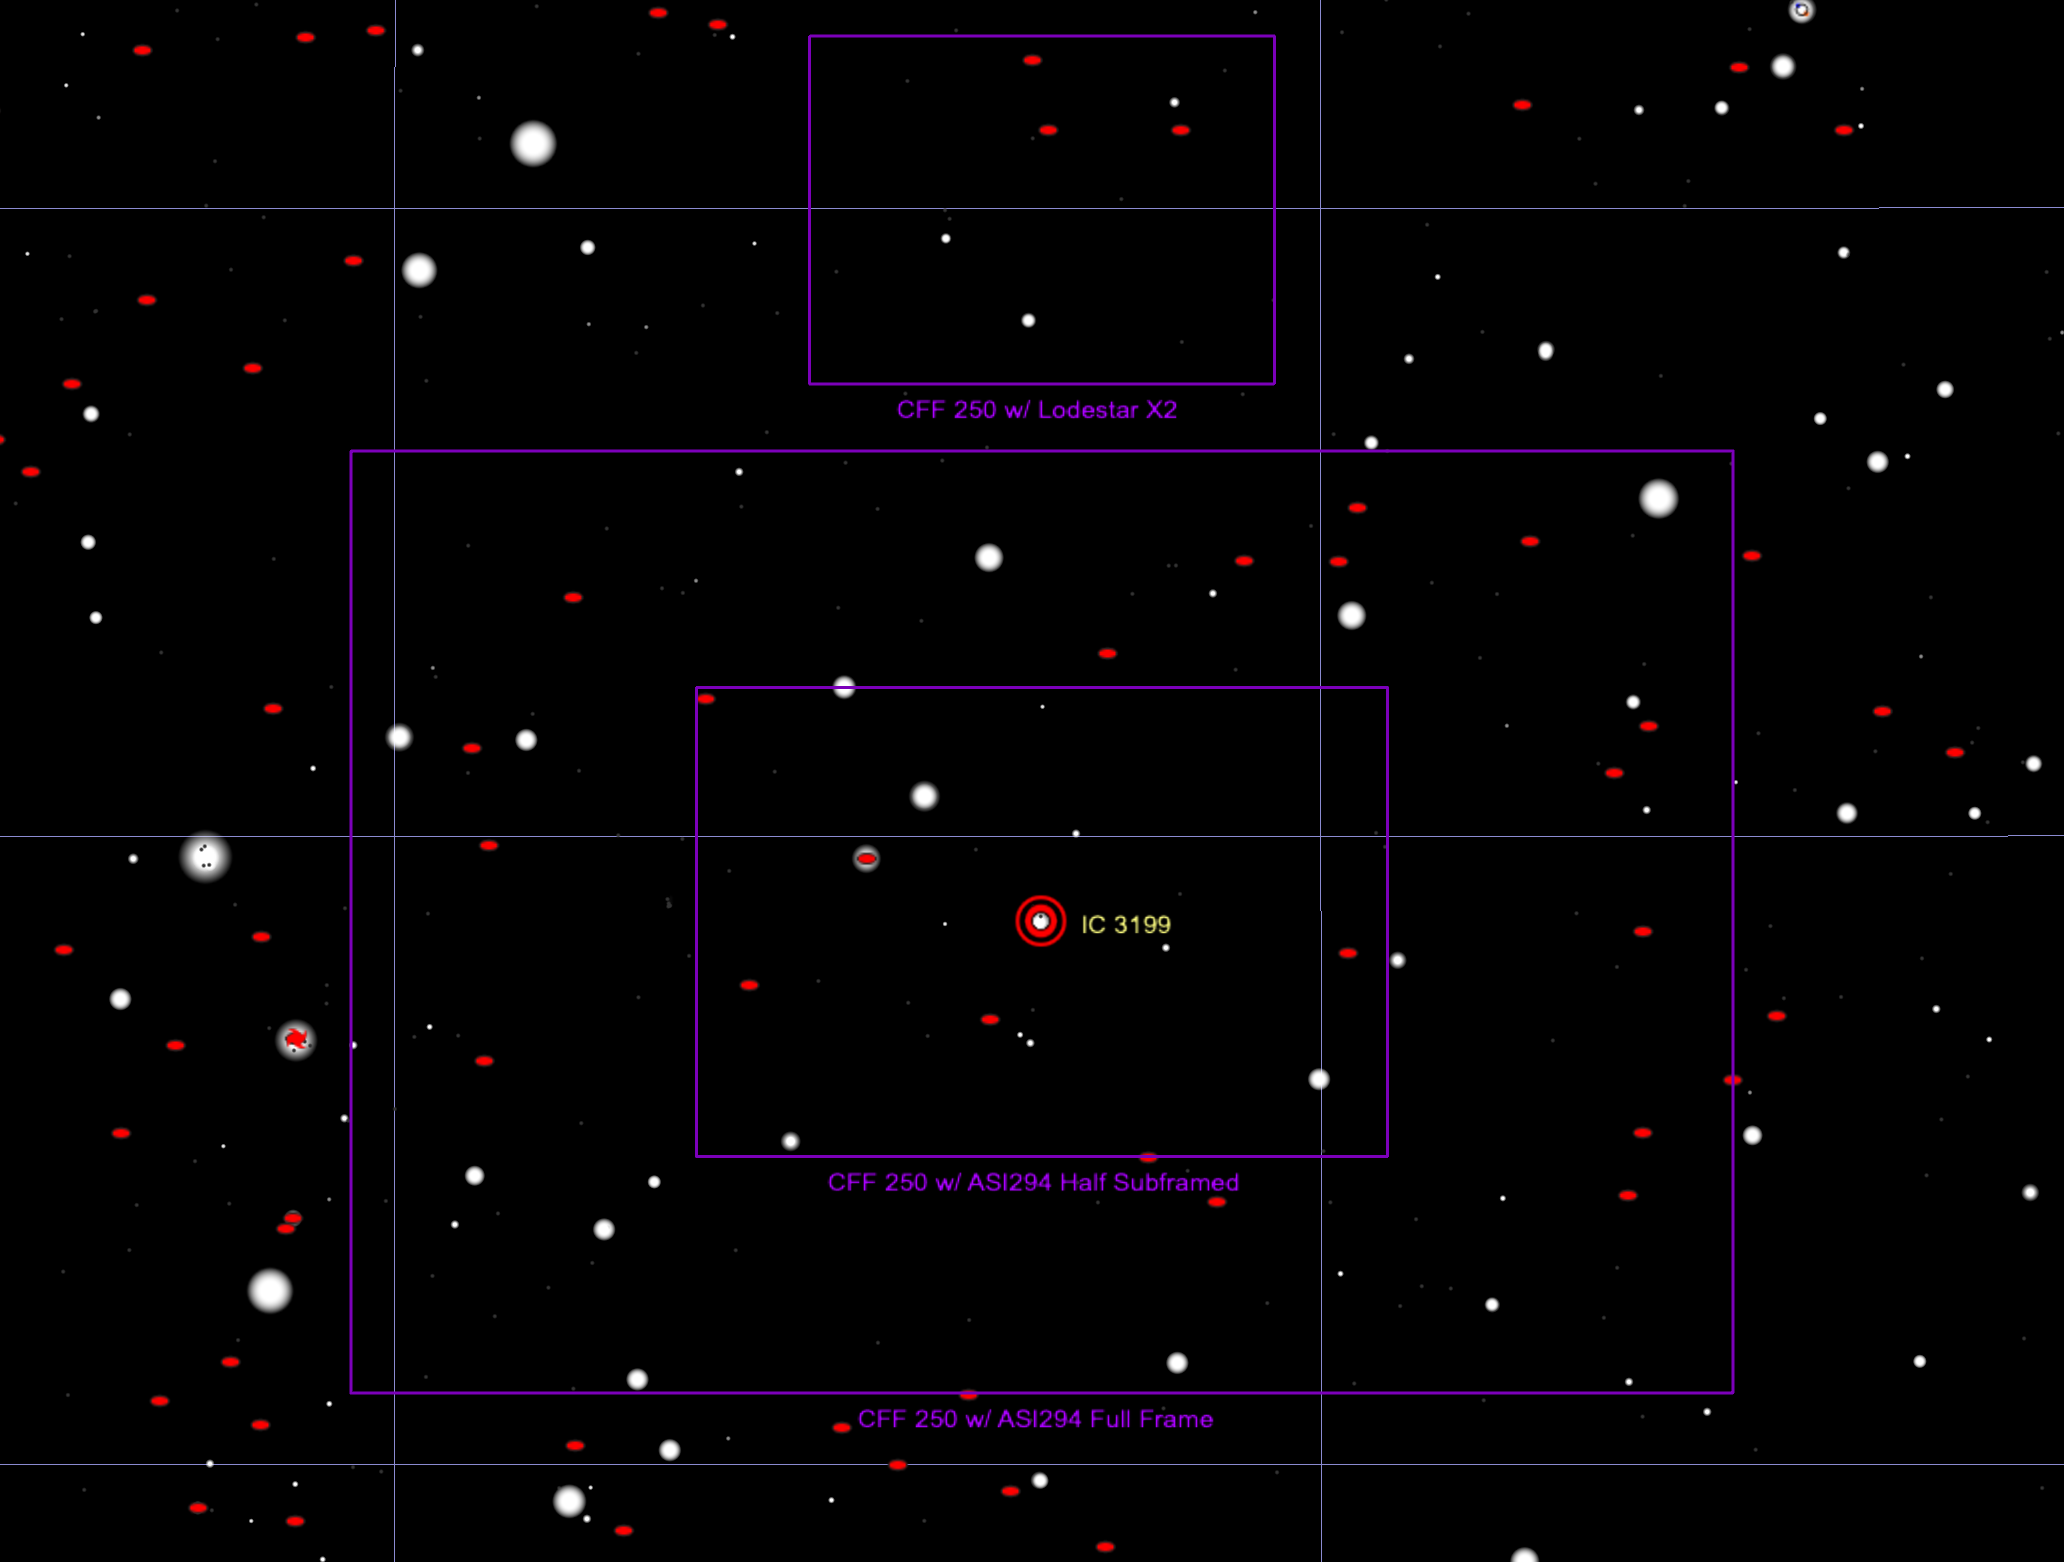 CFF 250 w/ Lodestar X2
IC 3199
CFF 250 w/ ASI294 Half Subframed
CFF 250 w/ ASI294 Full Frame